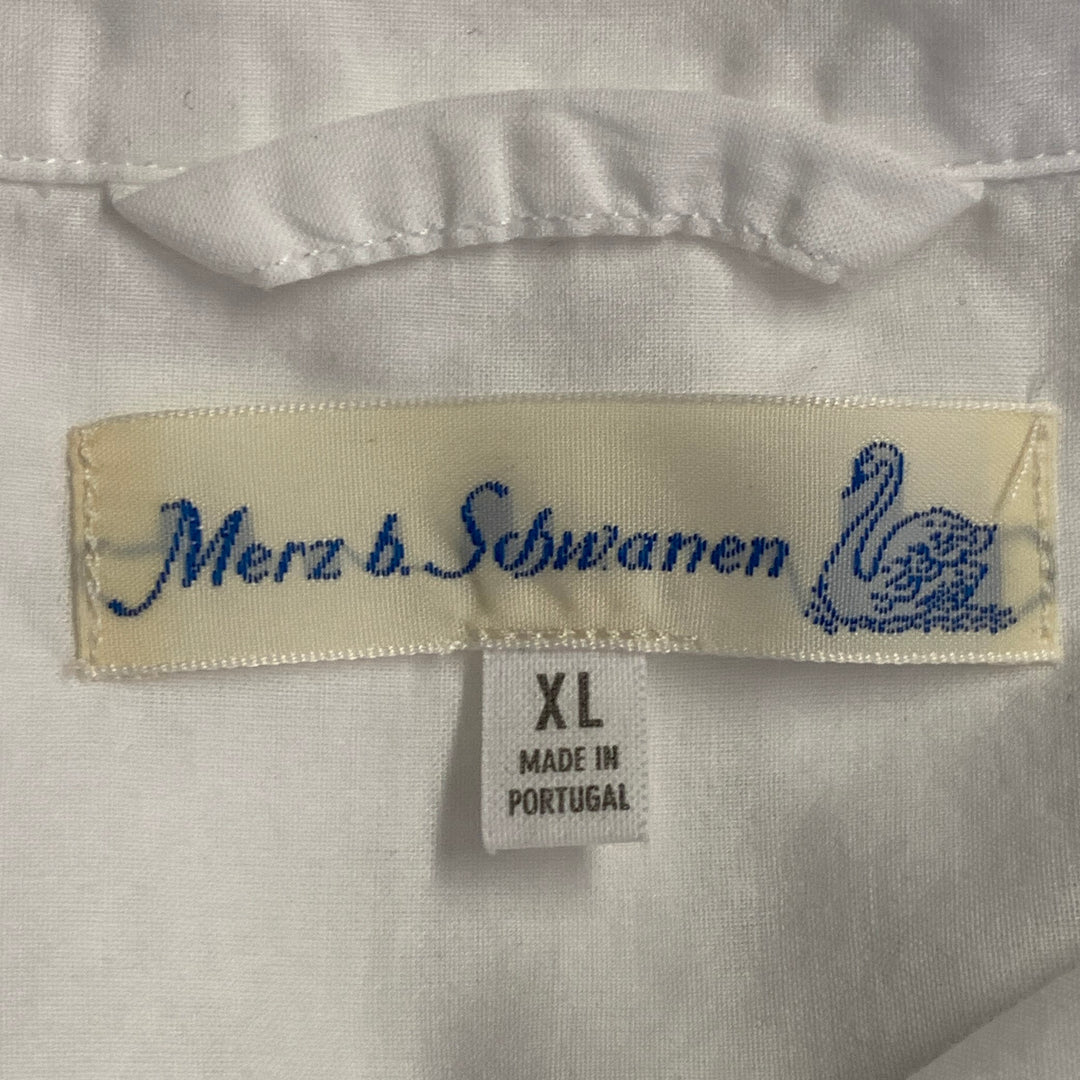 Merz b. Schwanen
XL
MADE IN
PORTUGAL